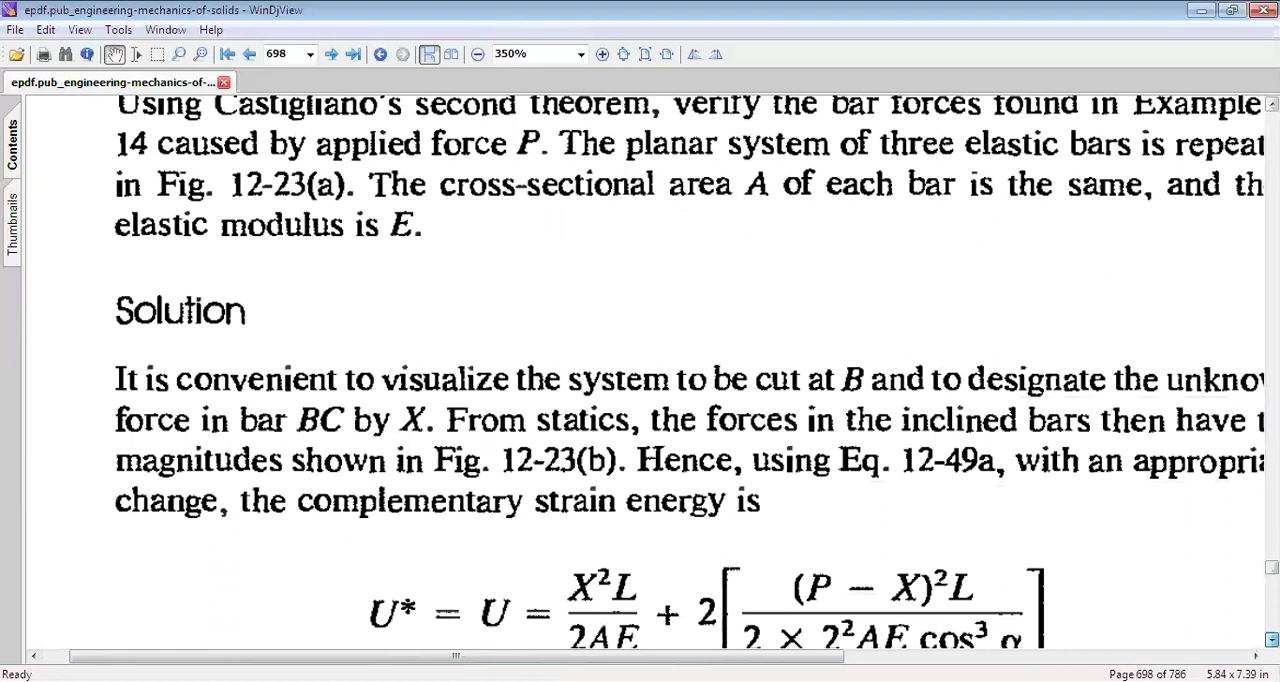 epdf.pub_engineering-mechanics-of-solids - WinDjView
File Edit View Tools Window Help
698 350%
epdf.pub_engineering-mechanics-of-...
Contents
Thumbnails
Using Castigliano's second theorem, verify the bar forces found in Example
14 caused by applied force P. The planar system of three elastic bars is repeat
in Fig. 12-23(a). The cross-sectional area A of each bar is the same, and th
elastic modulus is E.
Solution
It is convenient to visualize the system to be cut at B and to designate the unkno
force in bar BC by X. From statics, the forces in the inclined bars then have t
magnitudes shown in Fig. 12-23(b). Hence, using Eq. 12-49a, with an appropria
change, the complementary strain energy is
U* = U = X²L / 2AE + 2[ (P − X)²L / 2 × 2²AE cos³ α ]
Ready Page 698 of 786 5.84 x 7.39 in